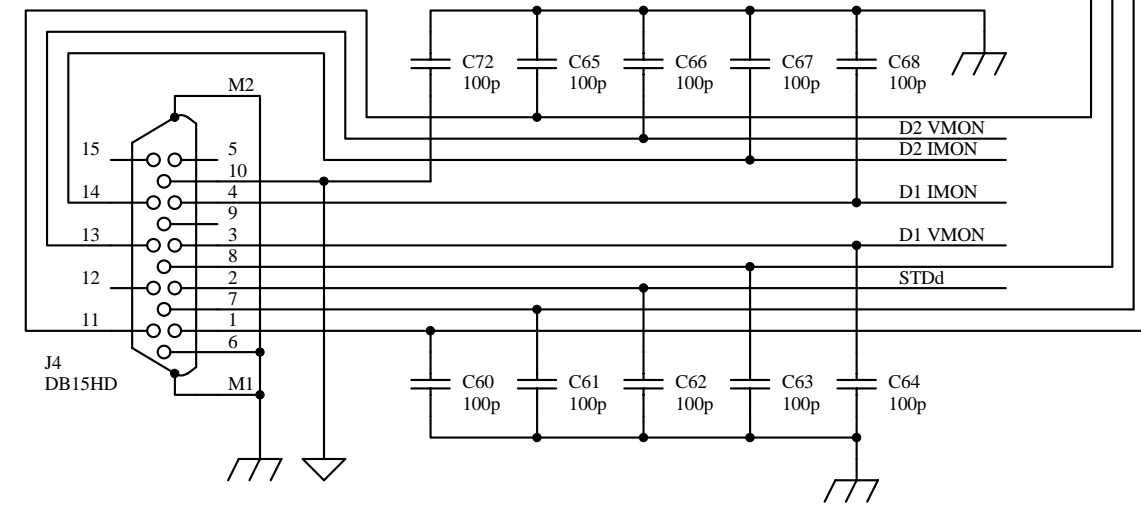 C72
100p
C65
100p
C66
100p
C67
100p
C68
100p
M2
D2 VMON
D2 IMON
15
5
10
14
4
D1 IMON
9
13
3
D1 VMON
8
12
2
STDd
7
11
1
6
J4
DB15HD
M1
C60
100p
C61
100p
C62
100p
C63
100p
C64
100p